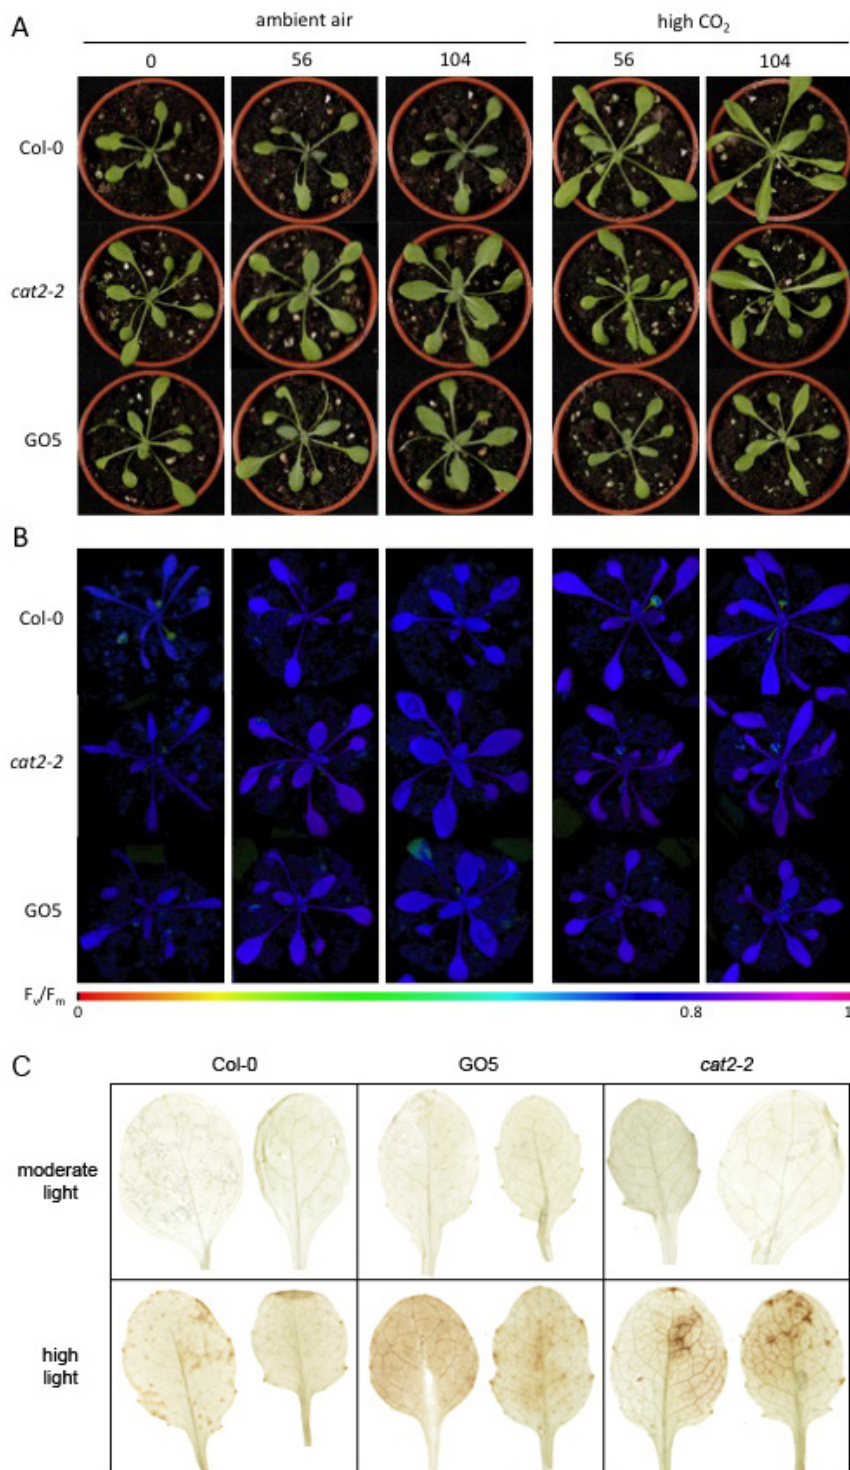 A
ambient air
high CO₂
0 56 104 56 104
Col-0
cat2-2
GO5
B
Col-0
cat2-2
GO5
Fv/Fm
0 0.8 1
C
Col-0 GO5 cat2-2
moderate
light
high
light